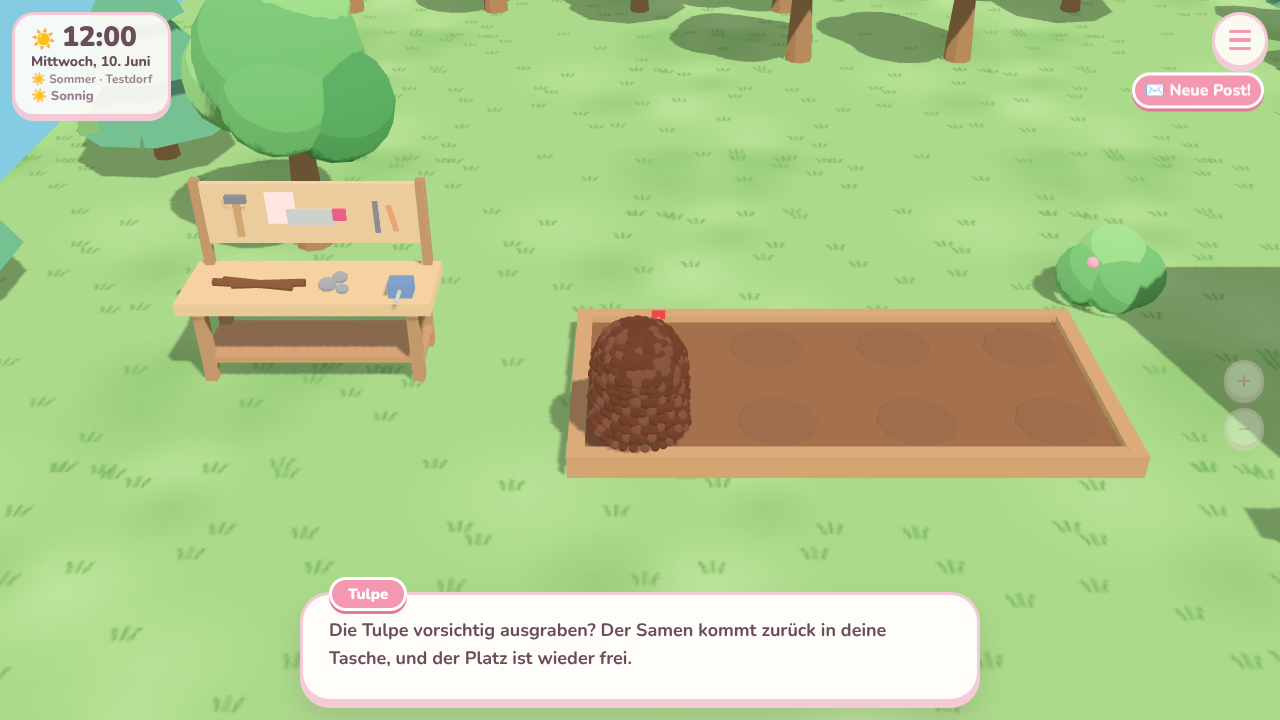 12:00
Mittwoch, 10. Juni
Sommer · Testdorf
Sonnig
Neue Post!
Tulpe
Die Tulpe vorsichtig ausgraben? Der Samen kommt zurück in deine
Tasche, und der Platz ist wieder frei.